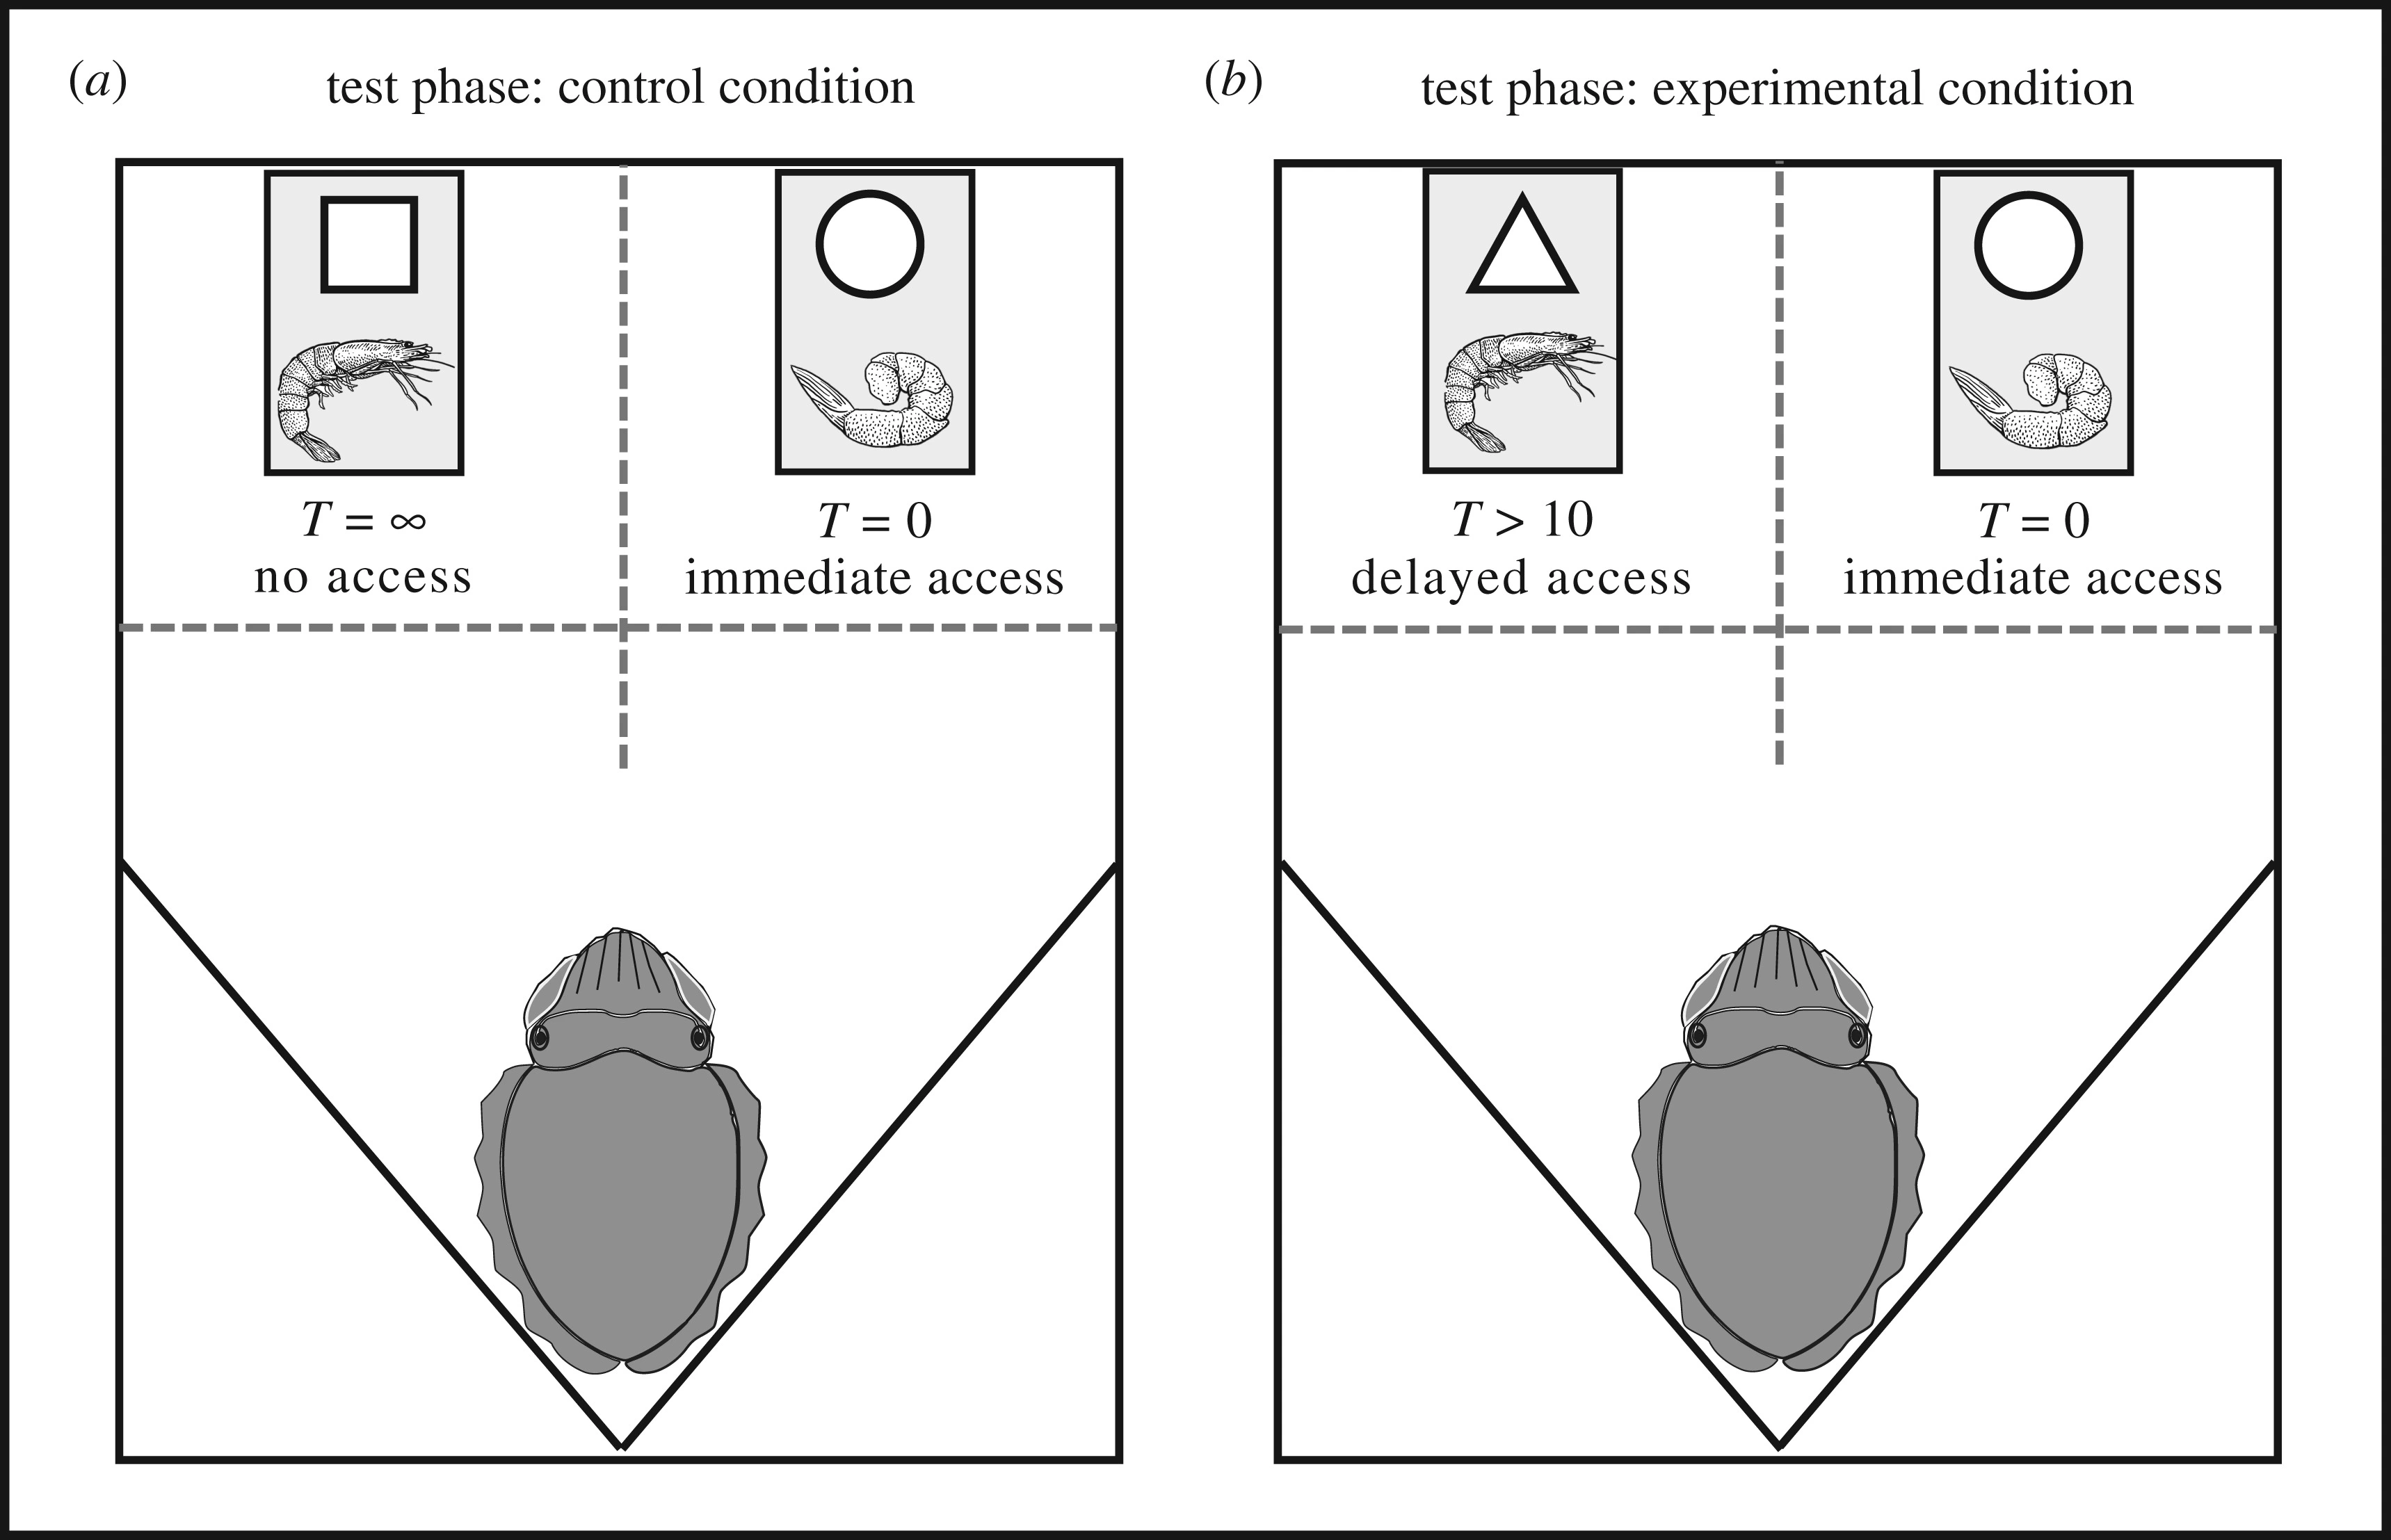 (a) test phase: control condition
T = ∞
no access
T = 0
immediate access
(b) test phase: experimental condition
T > 10
delayed access
T = 0
immediate access